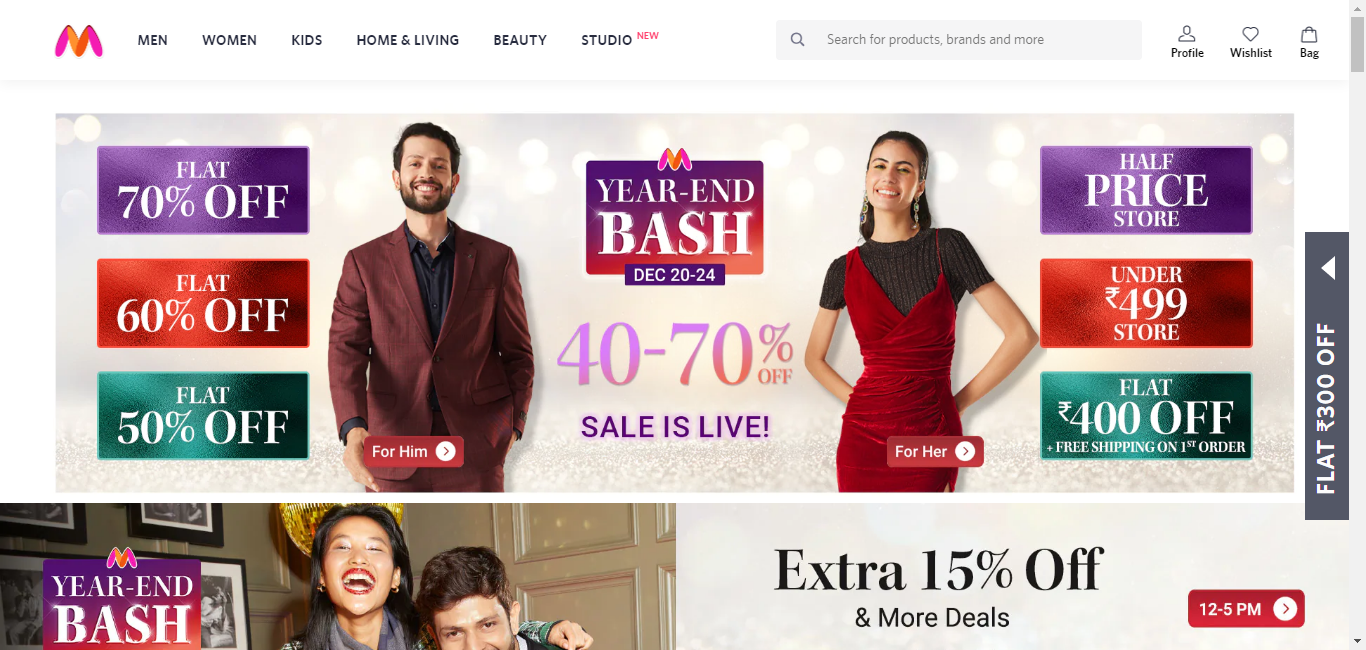 MEN
WOMEN
KIDS
HOME & LIVING
BEAUTY
STUDIO NEW
Search for products, brands and more
Profile
Wishlist
Bag
FLAT
70% OFF
FLAT
60% OFF
FLAT
50% OFF
For Him
YEAR-END
BASH
DEC 20-24
40-70% OFF
SALE IS LIVE!
For Her
HALF
PRICE
STORE
UNDER
₹499
STORE
FLAT
₹400 OFF
+ FREE SHIPPING ON 1ST ORDER
FLAT ₹300 OFF
YEAR-END
BASH
Extra 15% Off
& More Deals
12-5 PM